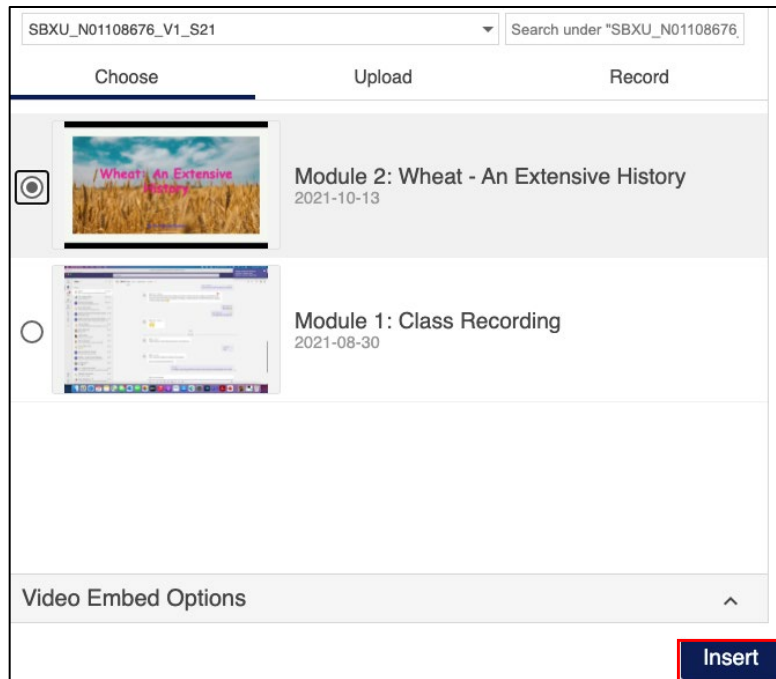 SBXU_N01108676_V1_S21
Search under "SBXU_N01108676_
Choose Upload Record
Wheat: An Extensive
History
Module 2: Wheat - An Extensive History
2021-10-13
Module 1: Class Recording
2021-08-30
Video Embed Options
Insert